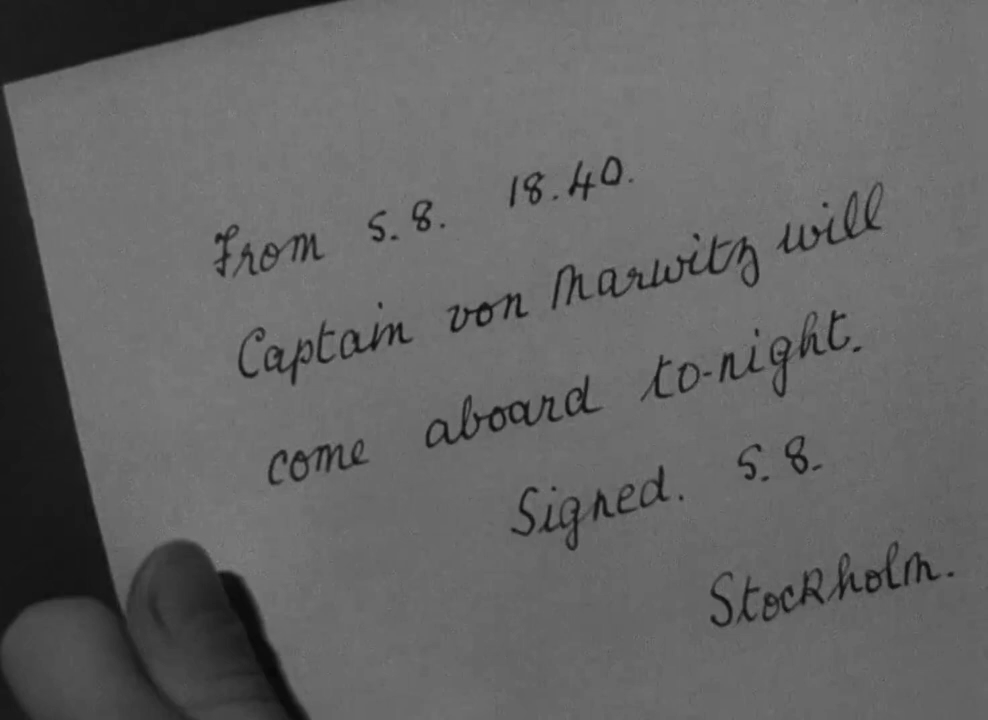 From S.8. 18.40.
Captain von Marwitz will
come aboard to-night.
Signed. S.8.
Stockholm.